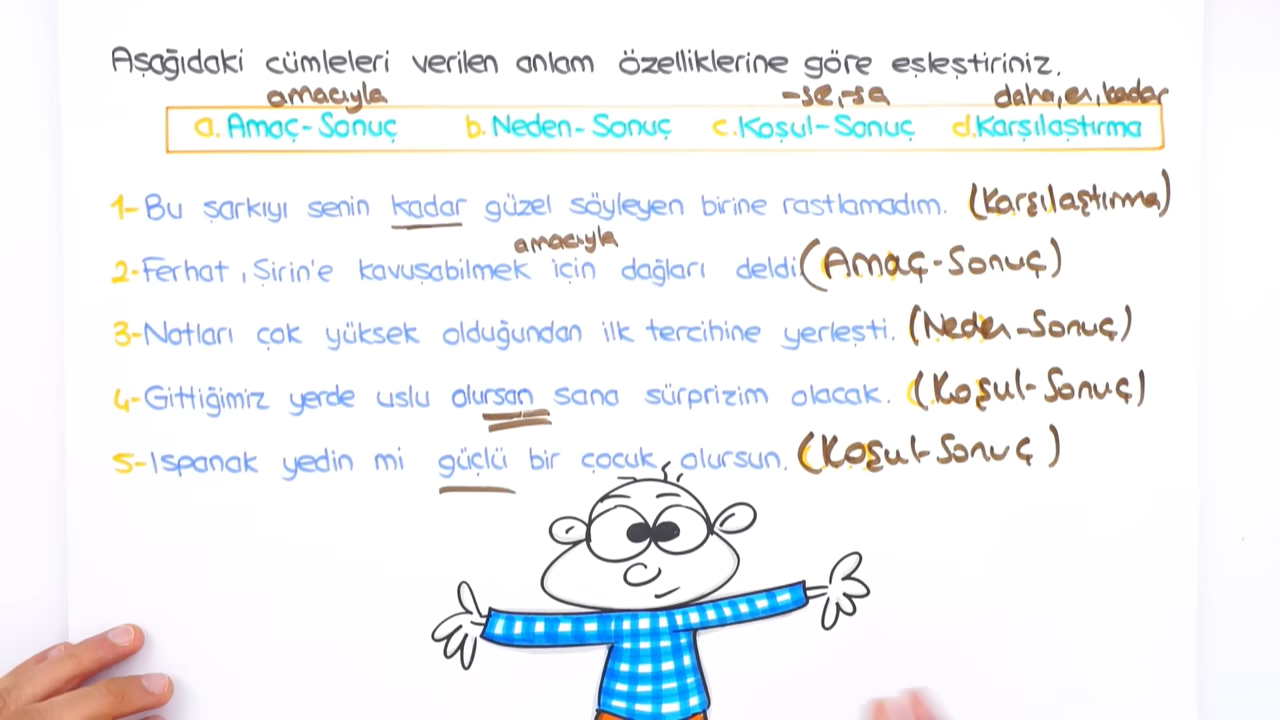 Aşağıdaki cümleleri verilen anlam özelliklerine göre eşleştiriniz.
amacıyla -se,-sa daha, en, kadar
a. Amaç-Sonuç b. Neden-Sonuç c. Koşul-Sonuç d. Karşılaştırma
1-Bu şarkıyı senin kadar güzel söyleyen birine rastlamadım. (Karşılaştırma)
amacıyla
2-Ferhat, Şirin'e kavuşabilmek için dağları deldi. (Amaç-Sonuç)
3-Notları çok yüksek olduğundan ilk tercihine yerleşti. (Neden-Sonuç)
4-Gittiğimiz yerde uslu olursan sana sürprizim olacak. (Koşul-Sonuç)
5-Ispanak yedin mi güçlü bir çocuk olursun. (Koşul-Sonuç)